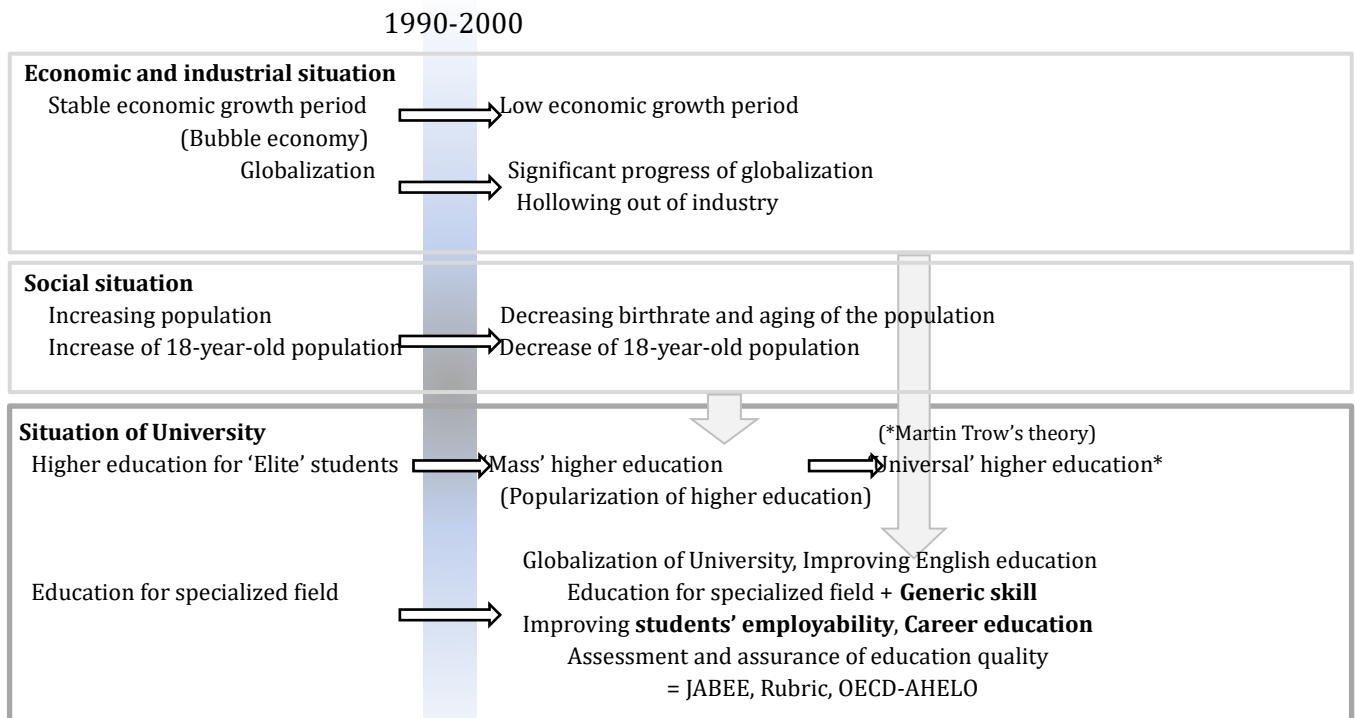 1990-2000
Economic and industrial situation
Stable economic growth period
Low economic growth period
(Bubble economy)
Globalization
Significant progress of globalization
Hollowing out of industry
Social situation
Increasing population
Decreasing birthrate and aging of the population
Increase of 18-year-old population
Decrease of 18-year-old population
Situation of University
(*Martin Trow’s theory)
Higher education for ‘Elite’ students
‘Mass’ higher education
Universal’ higher education*
(Popularization of higher education)
Globalization of University, Improving English education
Education for specialized field
Education for specialized field + Generic skill
Improving students’ employability, Career education
Assessment and assurance of education quality
= JABEE, Rubric, OECD-AHELO